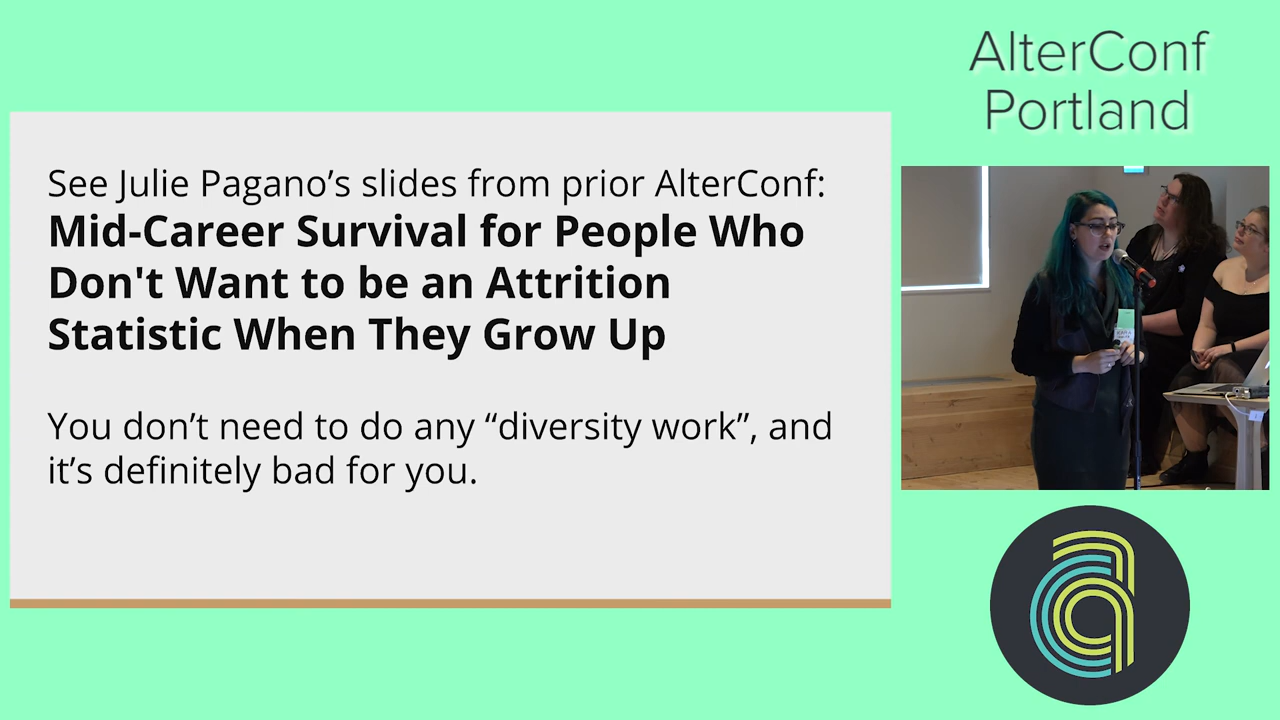 AlterConf
Portland
See Julie Pagano’s slides from prior AlterConf:
Mid-Career Survival for People Who
Don't Want to be an Attrition
Statistic When They Grow Up
You don’t need to do any “diversity work”, and
it’s definitely bad for you.